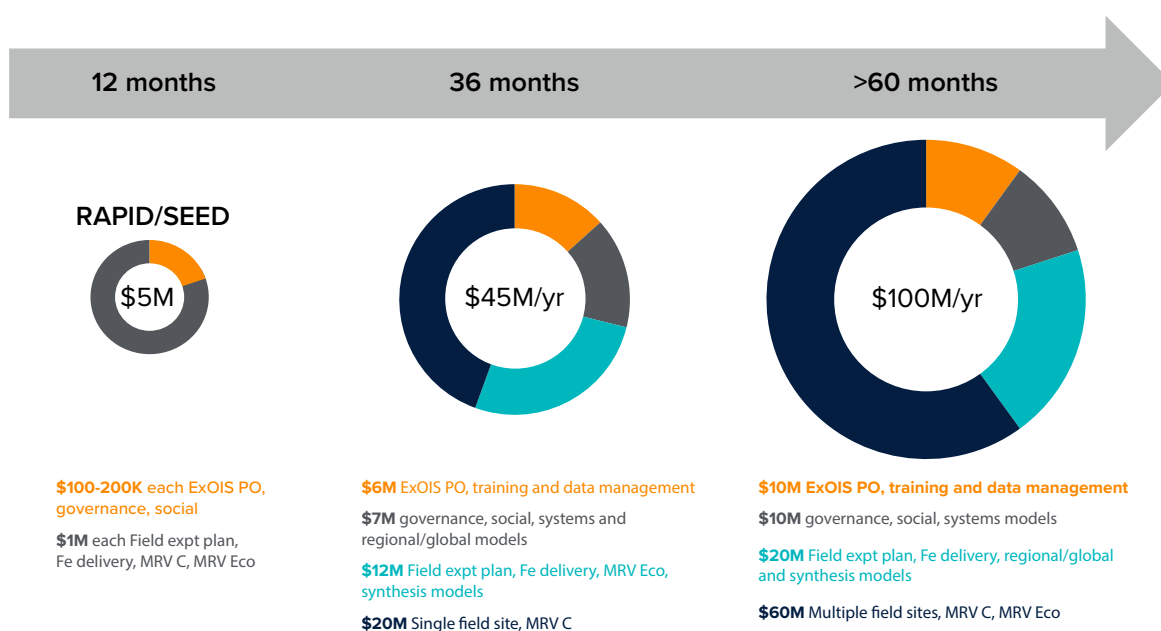 12 months
36 months
>60 months
RAPID/SEED
$5M
$45M/yr
$100M/yr
$100-200K each ExOIS PO,
governance, social
$1M each Field expt plan,
Fe delivery, MRV C, MRV Eco
$6M ExOIS PO, training and data management
$7M governance, social, systems and
regional/global models
$12M Field expt plan, Fe delivery, MRV Eco,
synthesis models
$20M Single field site, MRV C
$10M ExOIS PO, training and data management
$10M governance, social, systems models
$20M Field expt plan, Fe delivery, regional/global
and synthesis models
$60M Multiple field sites, MRV C, MRV Eco